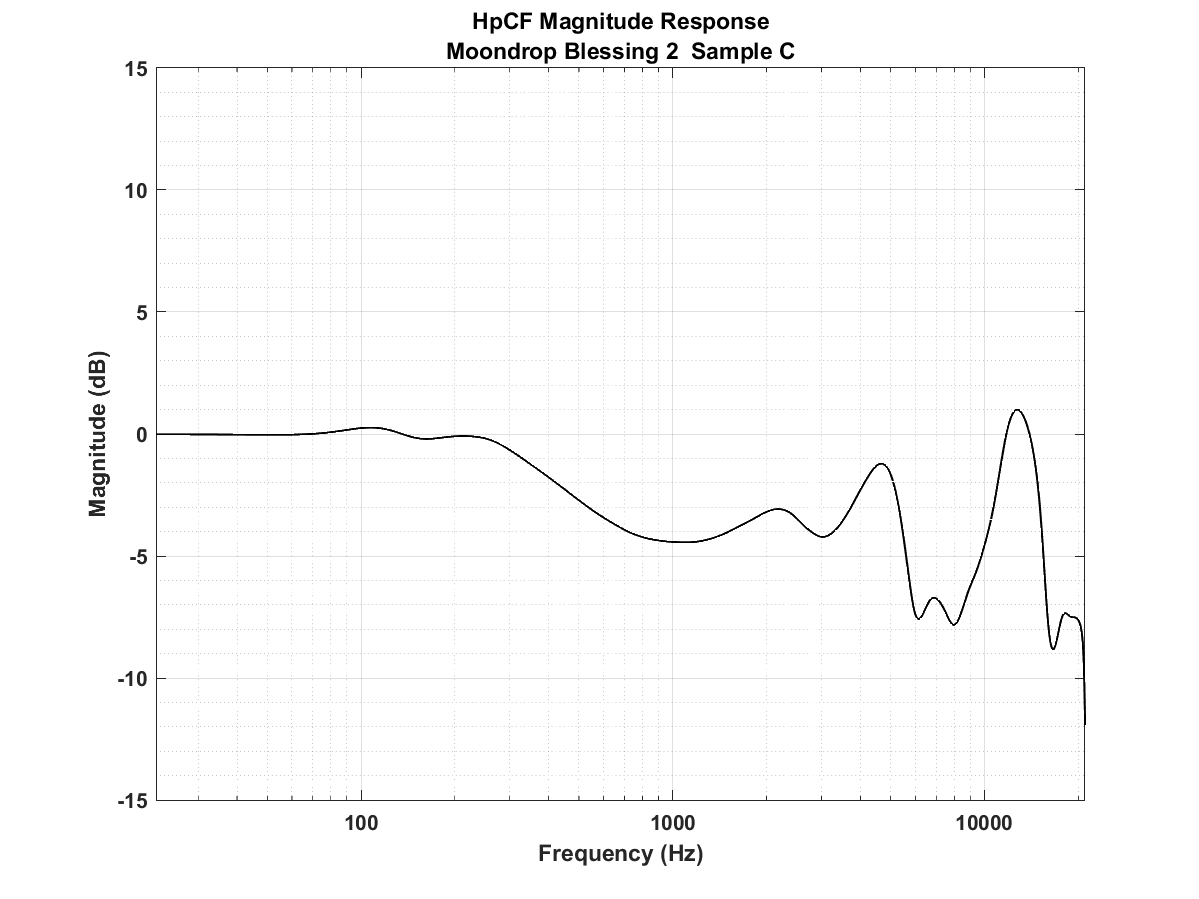 HpCF Magnitude Response
Moondrop Blessing 2  Sample C
15
10
5
0
-5
-10
-15
Magnitude (dB)
100
1000
10000
Frequency (Hz)